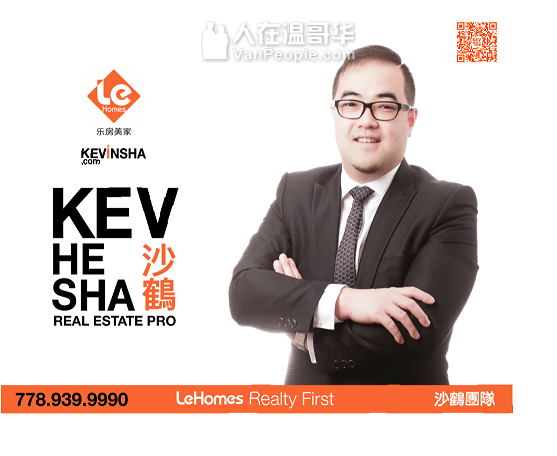 人在温哥华
VanPeople.com
Le
Homes
乐房美家
KEVINSHA
.com
KEV
HE
SHA
沙鶴
REAL ESTATE PRO
778.939.9990
LeHomes Realty First
沙鶴團隊